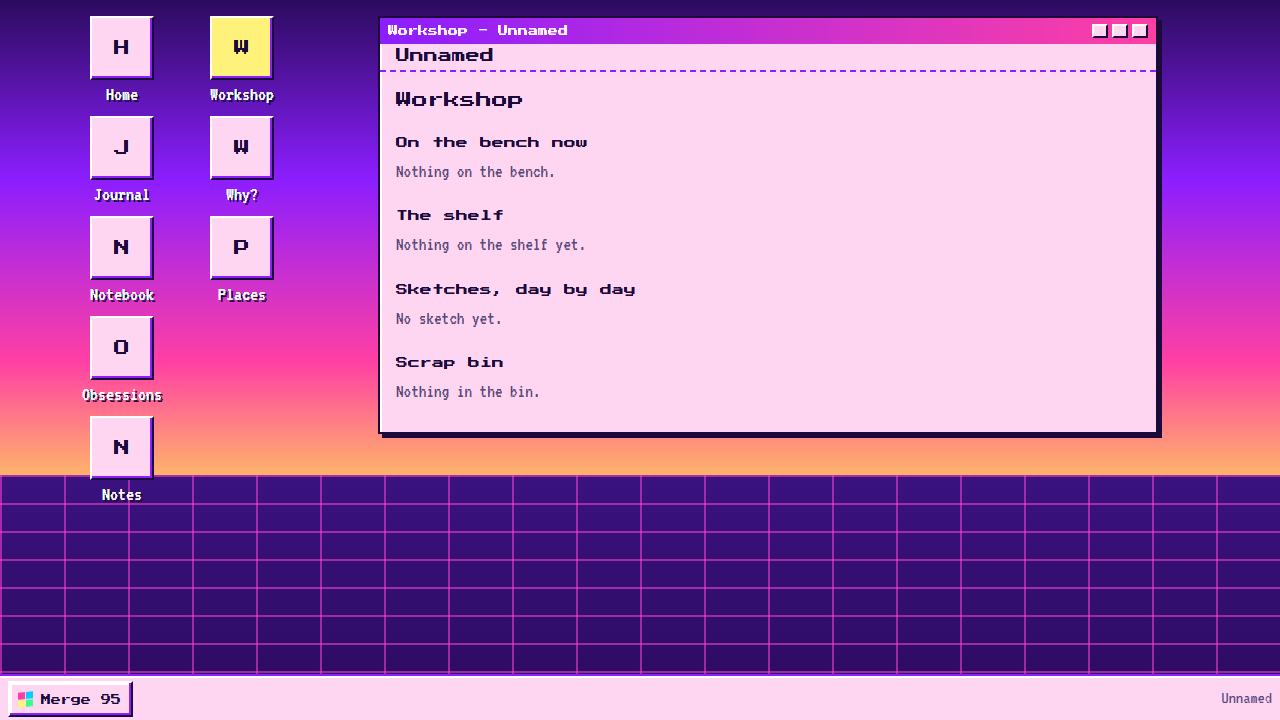 H
Home
W
Workshop
J
Journal
W
Why?
N
Notebook
P
Places
O
Obsessions
N
Notes
Workshop - Unnamed
Unnamed
Workshop
On the bench now
Nothing on the bench.
The shelf
Nothing on the shelf yet.
Sketches, day by day
No sketch yet.
Scrap bin
Nothing in the bin.
Merge 95
Unnamed